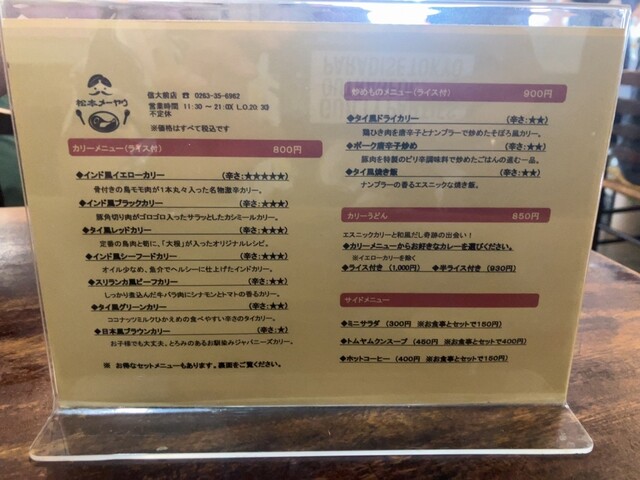 松本メーヤウ
信大前店 ☎ 0263-35-6962
営業時間 11:30 ～ 21:00( L.O.20:30)
不定休
※価格はすべて税込です
カリーメニュー(ライス付) 800円
◆インド風イエローカリー (辛さ:★★★★★)
骨付きの鳥モモ肉が1本丸々入った名物激辛カリー。
◆インド風ブラックカリー (辛さ:★★★)
豚角切り肉がゴロゴロ入ったサラッとしたカシミールカリー。
◆タイ風レッドカリー (辛さ:★★★)
定番の鳥肉と筍に、「大根」が入ったオリジナルレシピ。
◆インド風シーフードカリー (辛さ:★★)
オイル少なめ、魚介でヘルシーに仕上げたインドカリー。
◆スリランカ風ビーフカリー (辛さ:★★)
しっかり煮込んだ牛バラ肉にシナモンとトマトの香るカリー。
◆タイ風グリーンカリー (辛さ:★★)
ココナッツミルクひかえめの食べやすい辛さのタイカリー。
◆日本風ブラウンカリー (辛さ:★)
お子様でも大丈夫、とろみのあるお馴染みジャパニーズカリー。
※ お得なセットメニューもあります。裏面をご覧ください。
炒めものメニュー(ライス付) 900円
◆タイ風ドライカリー (辛さ:★★)
鶏ひき肉を唐辛子とナンプラーで炒めたそぼろ風カリー。
◆ポーク唐辛子炒め (辛さ:★★)
豚肉を特製のピリ辛調味料で炒めたごはんの進む一品。
◆タイ風焼き飯 (辛さ:★★)
ナンプラーの香るエスニックな焼き飯。
カリーうどん 850円
エスニックカリーと和風だし奇跡の出会い!
◆カリーメニューからお好きなカレーを選びください。
※イエローカリーを除く
◆ライス付き (1,000円) ◆半ライス付き (930円)
サイドメニュー
◆ミニサラダ (300円 ※お食事とセットで150円)
◆トムヤムクンスープ (450円 ※お食事とセットで400円)
◆ホットコーヒー (400円 ※お食事とセットで150円)